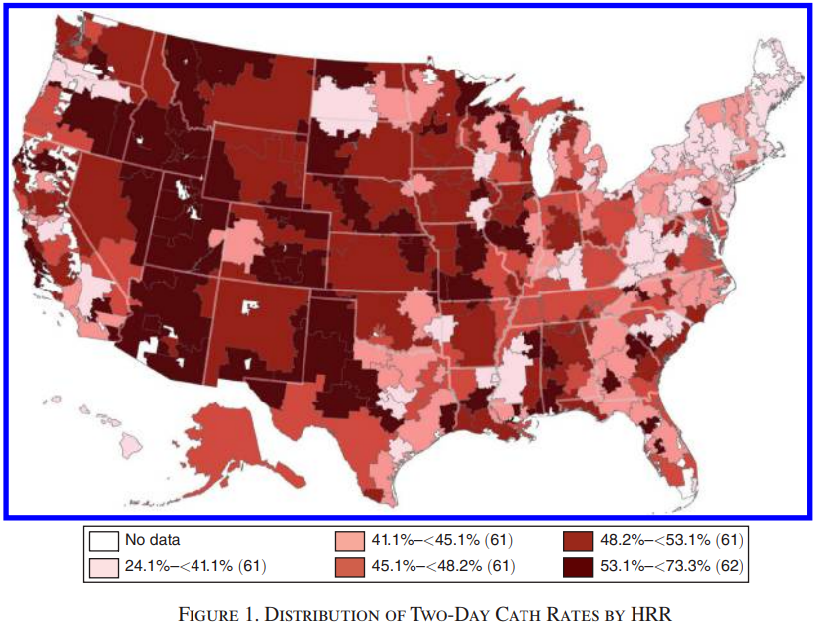 No data
41.1%–<45.1% (61)
48.2%–<53.1% (61)
24.1%–<41.1% (61)
45.1%–<48.2% (61)
53.1%–<73.3% (62)
FIGURE 1. DISTRIBUTION OF TWO-DAY CATH RATES BY HRR